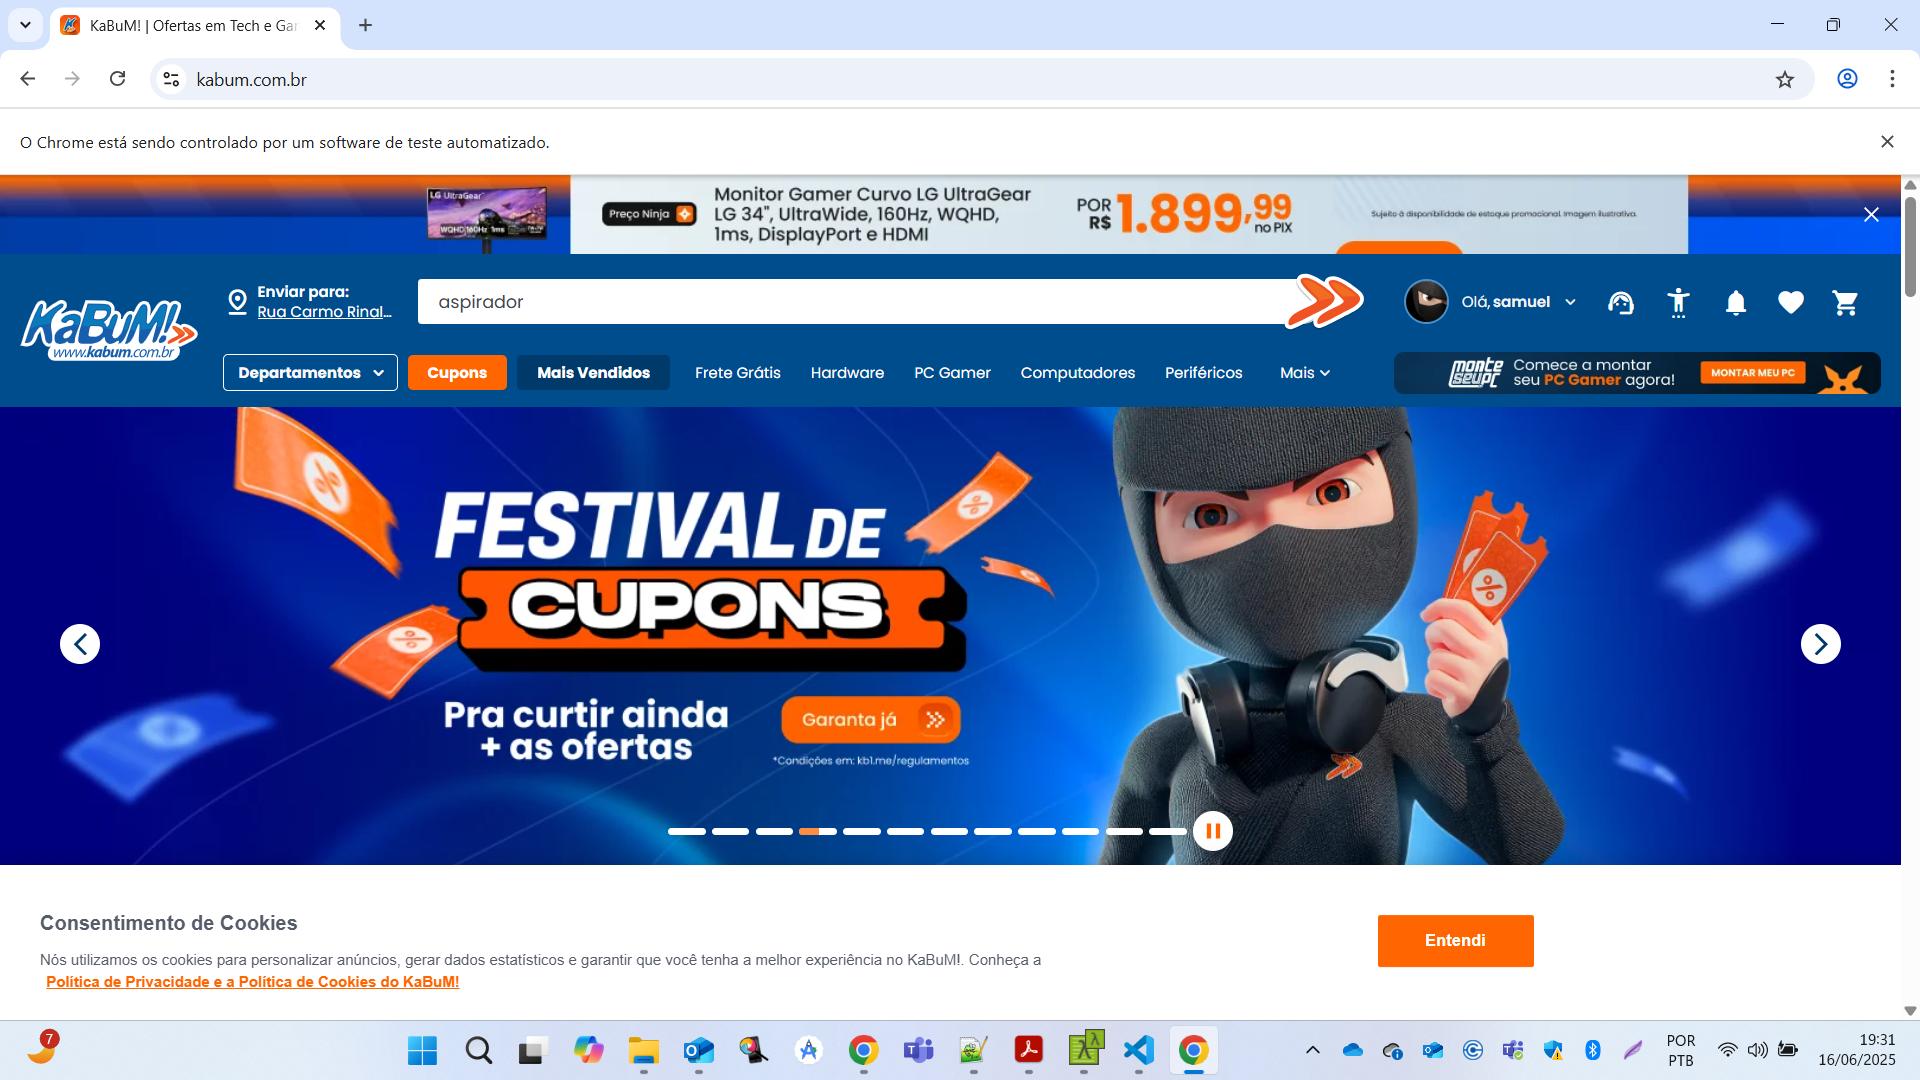 KaBuM! | Ofertas em Tech e Gar
kabum.com.br
O Chrome está sendo controlado por um software de teste automatizado.
LG UltraGear
WQHD 160Hz 1ms
Preço Ninja
Monitor Gamer Curvo LG UltraGear
LG 34", UltraWide, 160Hz, WQHD,
1ms, DisplayPort e HDMI
POR
R$ 1.899,99
no PIX
Sujeito à disponibilidade de estoque promocional. Imagem ilustrativa.
KaBuM!
www.kabum.com.br
Enviar para:
Rua Carmo Rinal...
aspirador
Olá, samuel
Departamentos
Cupons
Mais Vendidos
Frete Grátis
Hardware
PC Gamer
Computadores
Periféricos
Mais
monte seu pc
Comece a montar
seu PC Gamer agora!
MONTAR MEU PC
FESTIVAL DE
CUPONS
Pra curtir ainda
+ as ofertas
Garanta já
*Condições em: kb1.me/regulamentos
Consentimento de Cookies
Nós utilizamos os cookies para personalizar anúncios, gerar dados estatísticos e garantir que você tenha a melhor experiência no KaBuM!. Conheça a
Política de Privacidade e a Política de Cookies do KaBuM!
Entendi
7
POR
PTB
19:31
16/06/2025